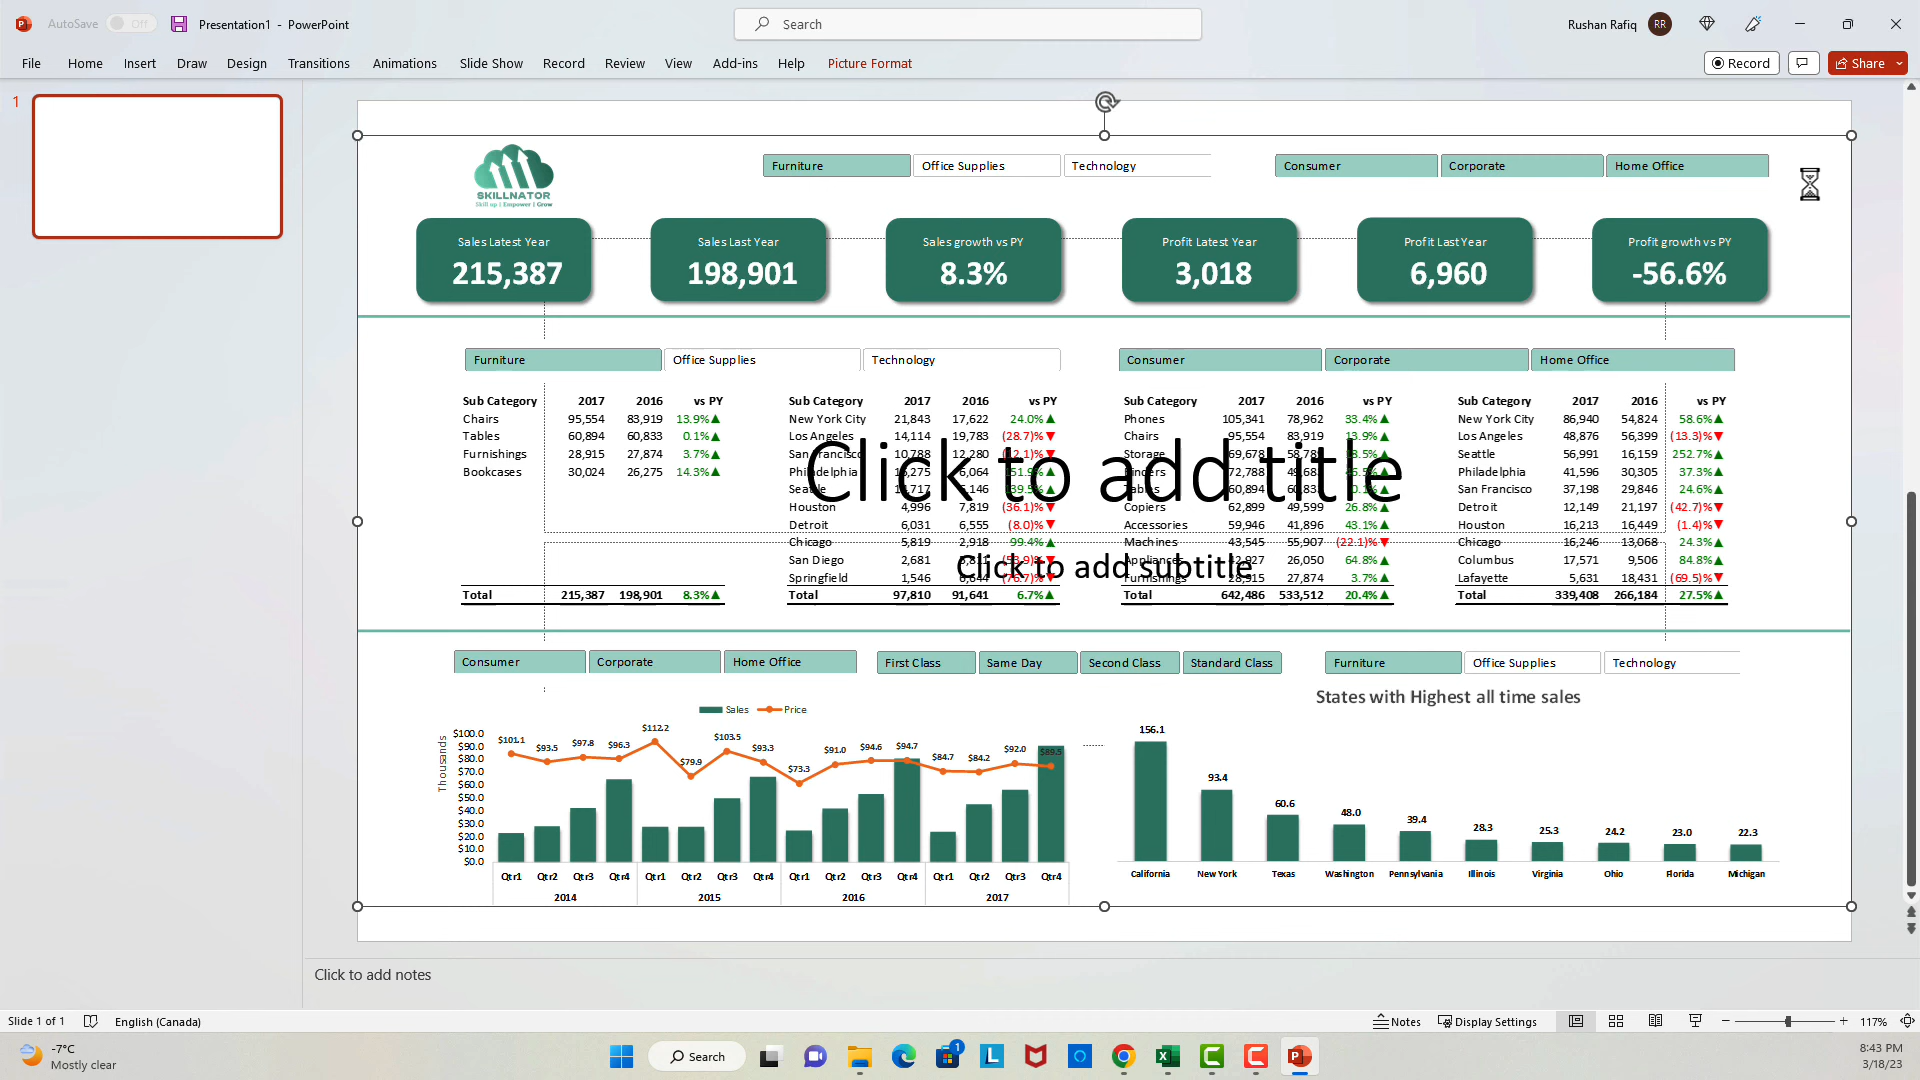 AutoSave Off Presentation1 - PowerPoint Search Rushan Rafiq RR
File Home Insert Draw Design Transitions Animations Slide Show Record Review View Add-ins Help Picture Format Record Share
1
SKILLNATOR
Skill up | Empower | Grow
Furniture Office Supplies Technology Consumer Corporate Home Office
Sales Latest Year Sales Last Year Sales growth vs PY Profit Latest Year Profit Last Year Profit growth vs PY
215,387 198,901 8.3% 3,018 6,960 -56.6%
Furniture Office Supplies Technology Consumer Corporate Home Office
Sub Category 2017 2016 vs PY Sub Category 2017 2016 vs PY Sub Category 2017 2016 vs PY Sub Category 2017 2016 vs PY
Chairs 95,554 83,919 13.9%▲ New York City 21,843 17,622 24.0%▲ Phones 105,341 78,962 33.4%▲ New York City 86,940 54,824 58.6%▲
Tables 60,894 60,833 0.1%▲ Los Angeles 14,114 19,783 (28.7)%▼ Chairs 95,554 83,919 13.9%▲ Los Angeles 48,876 56,399 (13.3)%▼
Furnishings 28,915 27,874 3.7%▲ San Francisco 10,788 12,280 Storage 69,678 Seattle 56,991 16,159 252.7%▲
Bookcases 30,024 26,275 14.3%▲ Philadelphia 6,064 Philadelphia 41,596 30,305 37.3%▲
Click to add title
Seattle San Francisco 37,198 29,846 24.6%▲
Houston 4,996 7,819 (36.1)%▼ Copiers 62,899 49,599 26.8%▲ Detroit 12,149 21,197 (42.7)%▼
Detroit 6,031 6,555 (8.0)%▼ Accessories 59,946 41,896 43.1%▲ Houston 16,213 16,449 (1.4)%▼
Chicago 5,819 2,918 99.4%▲ Machines 43,545 55,907 (22.1)%▼ Chicago 16,246 13,068 24.3%▲
San Diego 2,681 Appliances 26,050 64.8%▲ Columbus 17,571 9,506 84.8%▲
Click to add subtitle
Springfield 1,546 Furnishings 28,915 27,874 3.7%▲ Lafayette 5,631 18,431 (69.5)%▼
Total 215,387 198,901 8.3%▲ Total 97,810 91,641 6.7%▲ Total 642,486 533,512 20.4%▲ Total 339,408 266,184 27.5%▲
Consumer Corporate Home Office First Class Same Day Second Class Standard Class Furniture Office Supplies Technology
States with Highest all time sales
Sales Price
Thousands
$100.0
$90.0
$80.0
$70.0
$60.0
$50.0
$40.0
$30.0
$20.0
$10.0
$0.0
$101.1 $93.5 $97.8 $96.3 $112.2 $79.9 $103.5 $93.3 $73.3 $91.0 $94.6 $94.7 $84.7 $84.2 $92.0 $89.5
Qtr1 Qtr2 Qtr3 Qtr4 Qtr1 Qtr2 Qtr3 Qtr4 Qtr1 Qtr2 Qtr3 Qtr4 Qtr1 Qtr2 Qtr3 Qtr4
2014 2015 2016 2017
156.1 93.4 60.6 48.0 39.4 28.3 25.3 24.2 23.0 22.3
California New York Texas Washington Pennsylvania Illinois Virginia Ohio Florida Michigan
Click to add notes
Slide 1 of 1 English (Canada) Notes Display Settings 117%
-7°C
Mostly clear
Search
1
8:43 PM
3/18/23